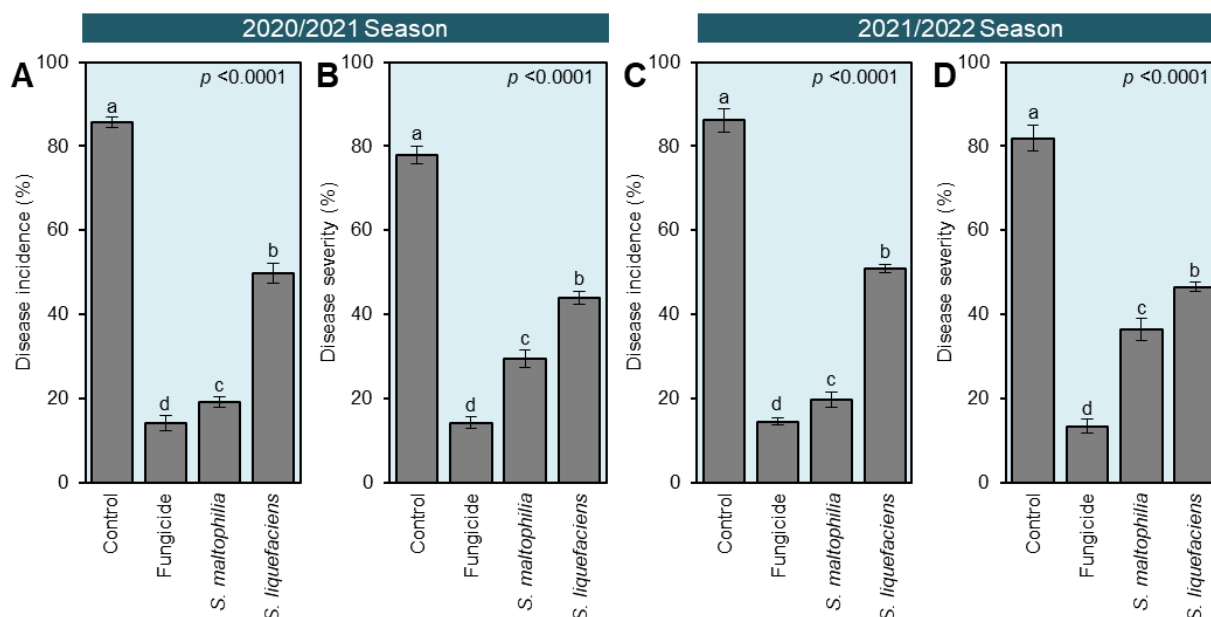 2020/2021 Season
2021/2022 Season
A
Disease incidence (%)
100
80
60
40
20
0
p <0.0001
a
d
c
b
Control
Fungicide
S. maltophilia
S. liquefaciens
B
Disease severity (%)
100
80
60
40
20
0
p <0.0001
a
d
c
b
Control
Fungicide
S. maltophilia
S. liquefaciens
C
Disease incidence (%)
100
80
60
40
20
0
p <0.0001
a
d
c
b
Control
Fungicide
S. maltophilia
S. liquefaciens
D
Disease severity (%)
100
80
60
40
20
0
p <0.0001
a
d
c
b
Control
Fungicide
S. maltophilia
S. liquefaciens